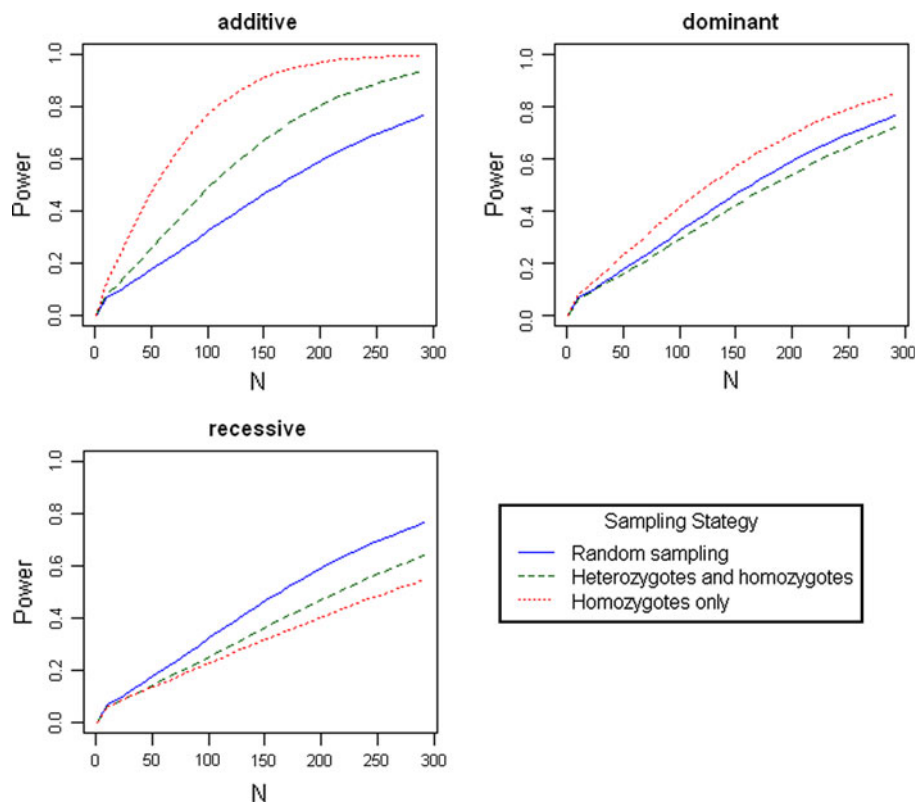 additive
Power
0.0 0.2 0.4 0.6 0.8 1.0
0 50 100 150 200 250 300
N
dominant
Power
0.0 0.2 0.4 0.6 0.8 1.0
0 50 100 150 200 250 300
N
recessive
Power
0.0 0.2 0.4 0.6 0.8 1.0
0 50 100 150 200 250 300
N
Sampling Stategy
Random sampling
Heterozygotes and homozygotes
Homozygotes only